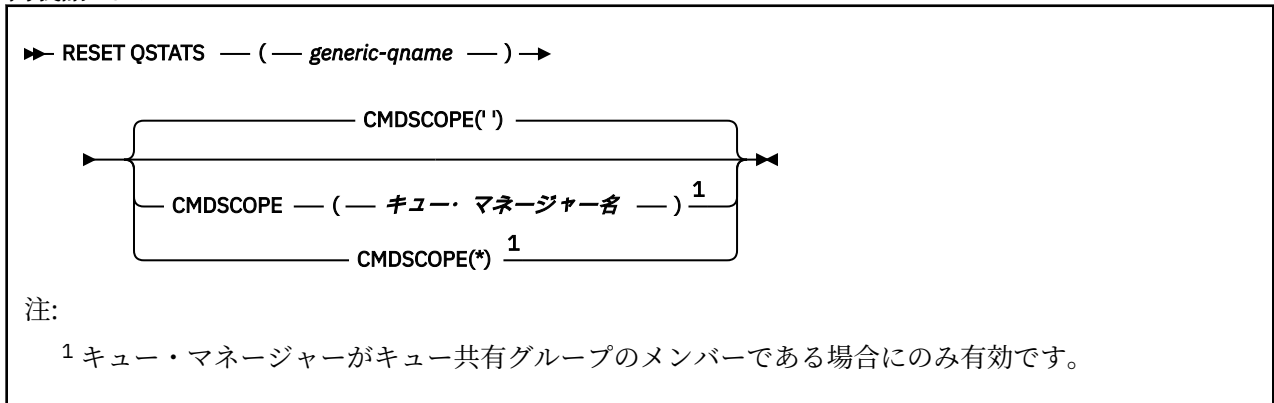 RESET QSTATS ( generic-qname )
CMDSCOPE(' ')
CMDSCOPE ( キュー・ マネージャー名 ) 1
CMDSCOPE(*) 1
注:
1 キュー・マネージャーがキュー共有グループのメンバーである場合にのみ有効です。